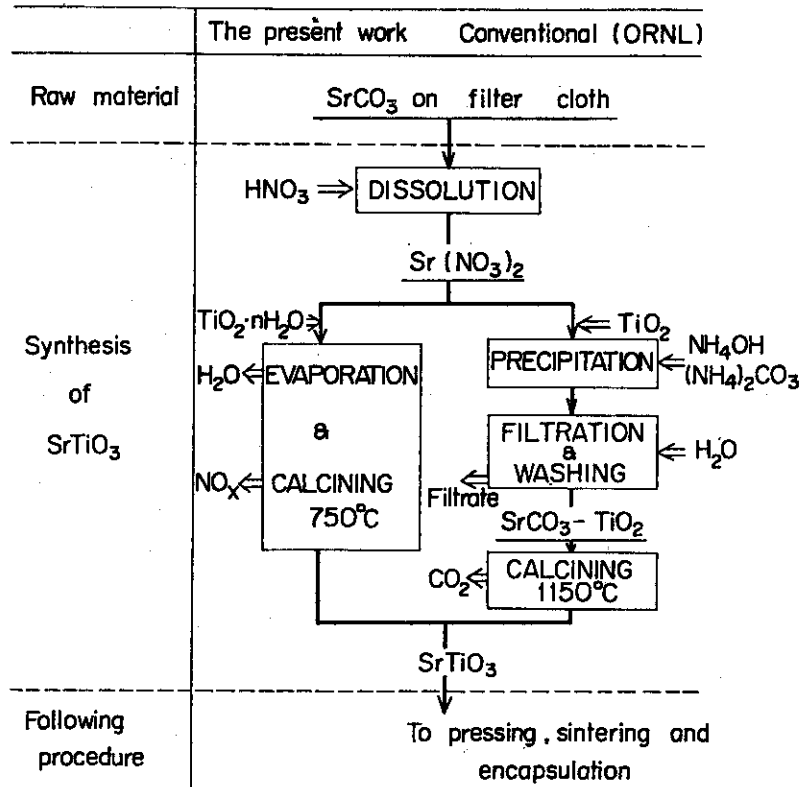 The present work Conventional (ORNL)
Raw material
SrCO₃ on filter cloth
HNO₃ ⇒ DISSOLUTION
Sr(NO₃)₂
Synthesis
of
SrTiO₃
TiO₂·nH₂O
H₂O
EVAPORATION
&
NOₓ
CALCINING
750°C
TiO₂
PRECIPITATION
NH₄OH
(NH₄)₂CO₃
FILTRATION
&
WASHING
H₂O
Filtrate
SrCO₃-TiO₂
CO₂
CALCINING
1150°C
SrTiO₃
Following
procedure
To pressing, sintering and
encapsulation